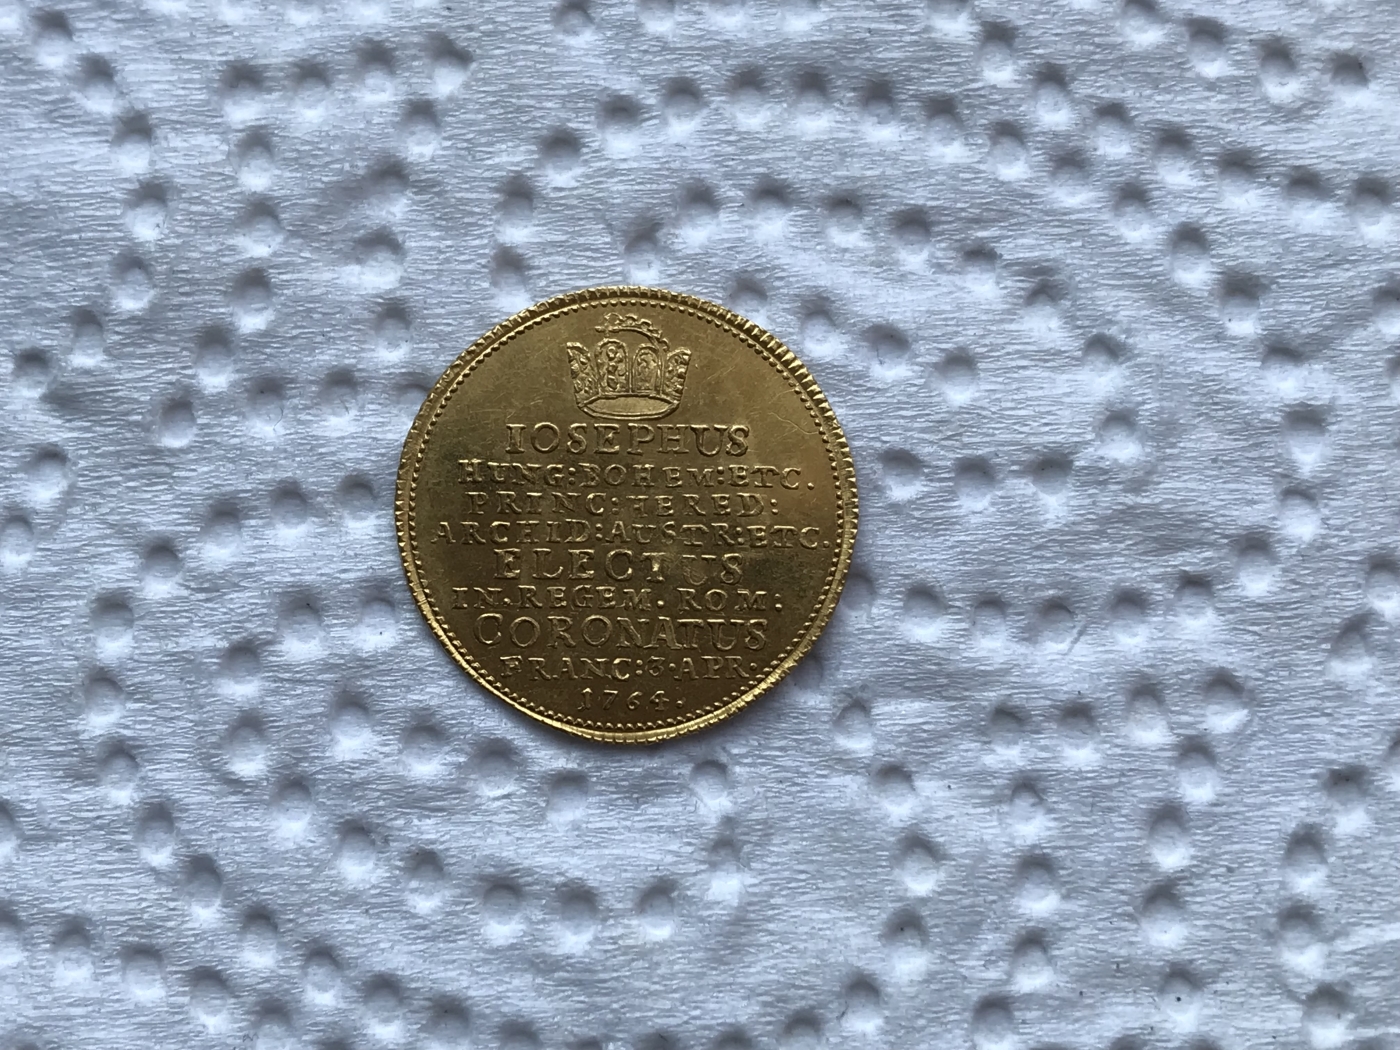 IOSEPHUS
HUNG:BOHEM:ETC.
PRINC:HERED:
ARCHID:AUSTR:ETC.
ELECTUS
IN.REGEM.ROM:
CORONATUS
FRANC:3·APR:
1764.